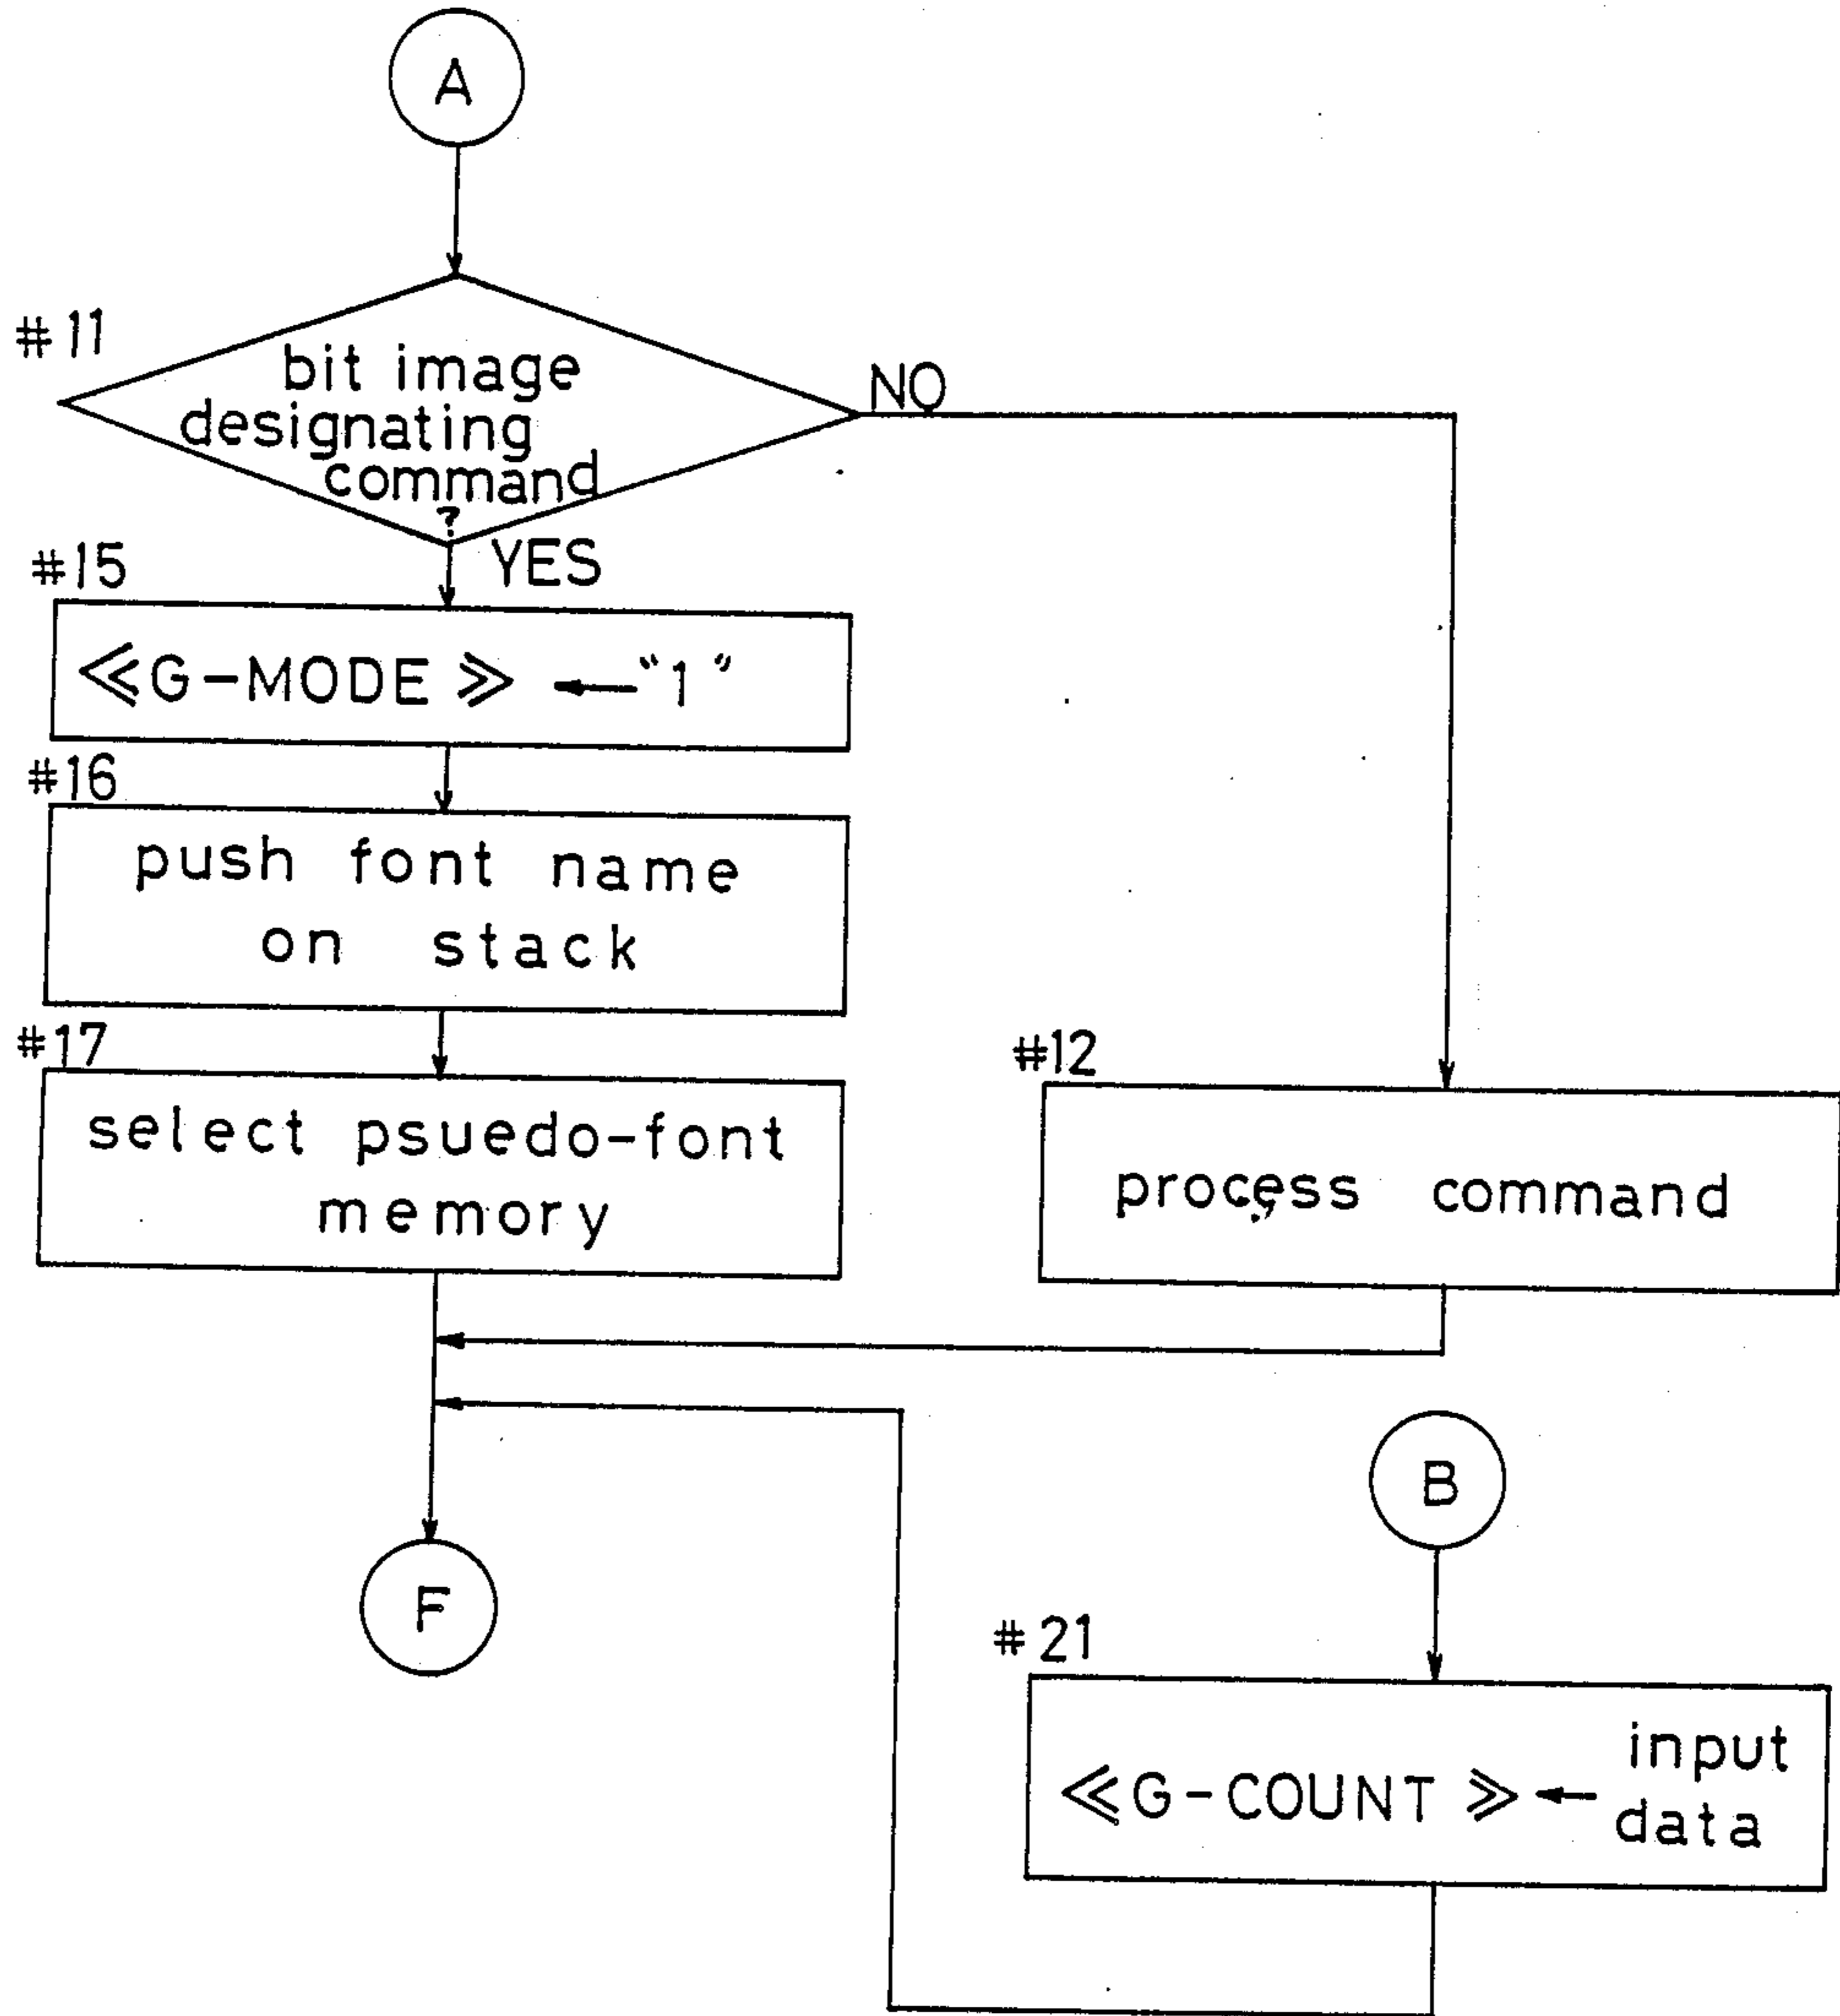 A
#11
bit image
designating
command
?
NO
YES
#15
≪G-MODE≫ ← "1"
#16
push font name
on stack
#17
select psuedo-font
memory
#12
process command
B
F
#21
≪G-COUNT≫ ← input
data